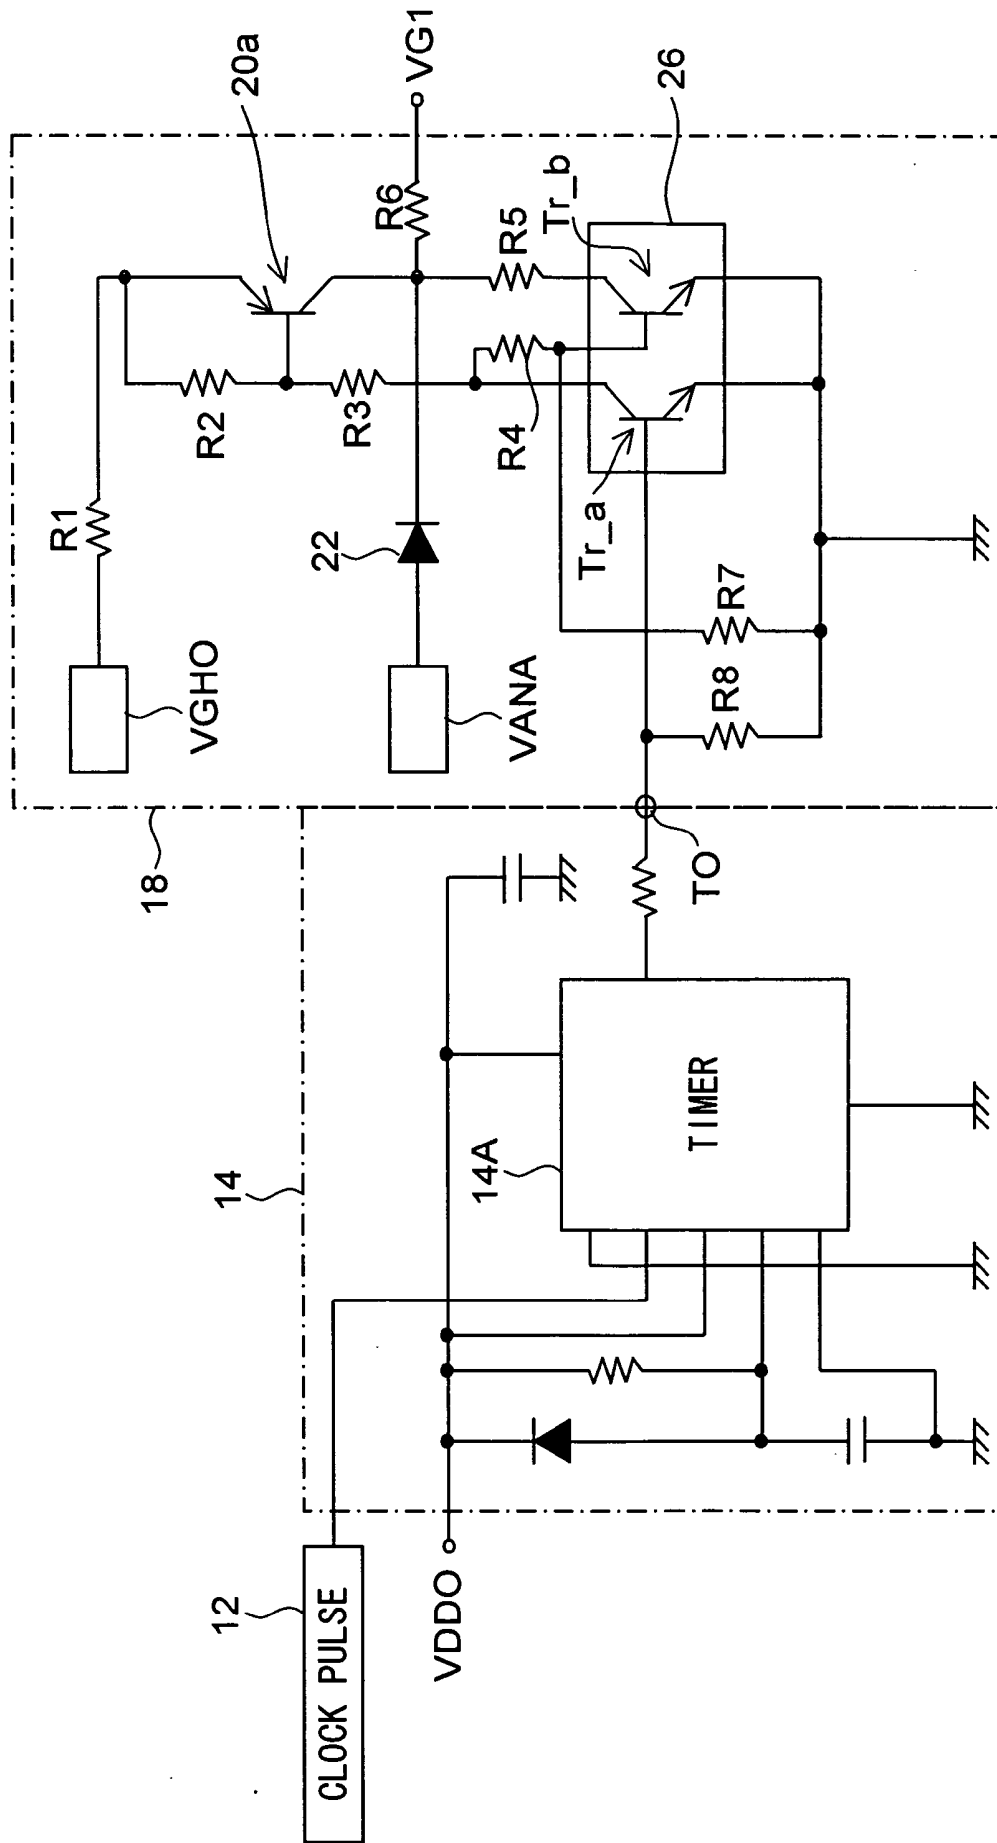 CLOCK PULSE
12
VDDO
14
14A
TIMER
TO
18
VGHO
R1
VANA
22
R2
R3
R4
20a
R6
VG1
R5
Tr_a
Tr_b
26
R8
R7